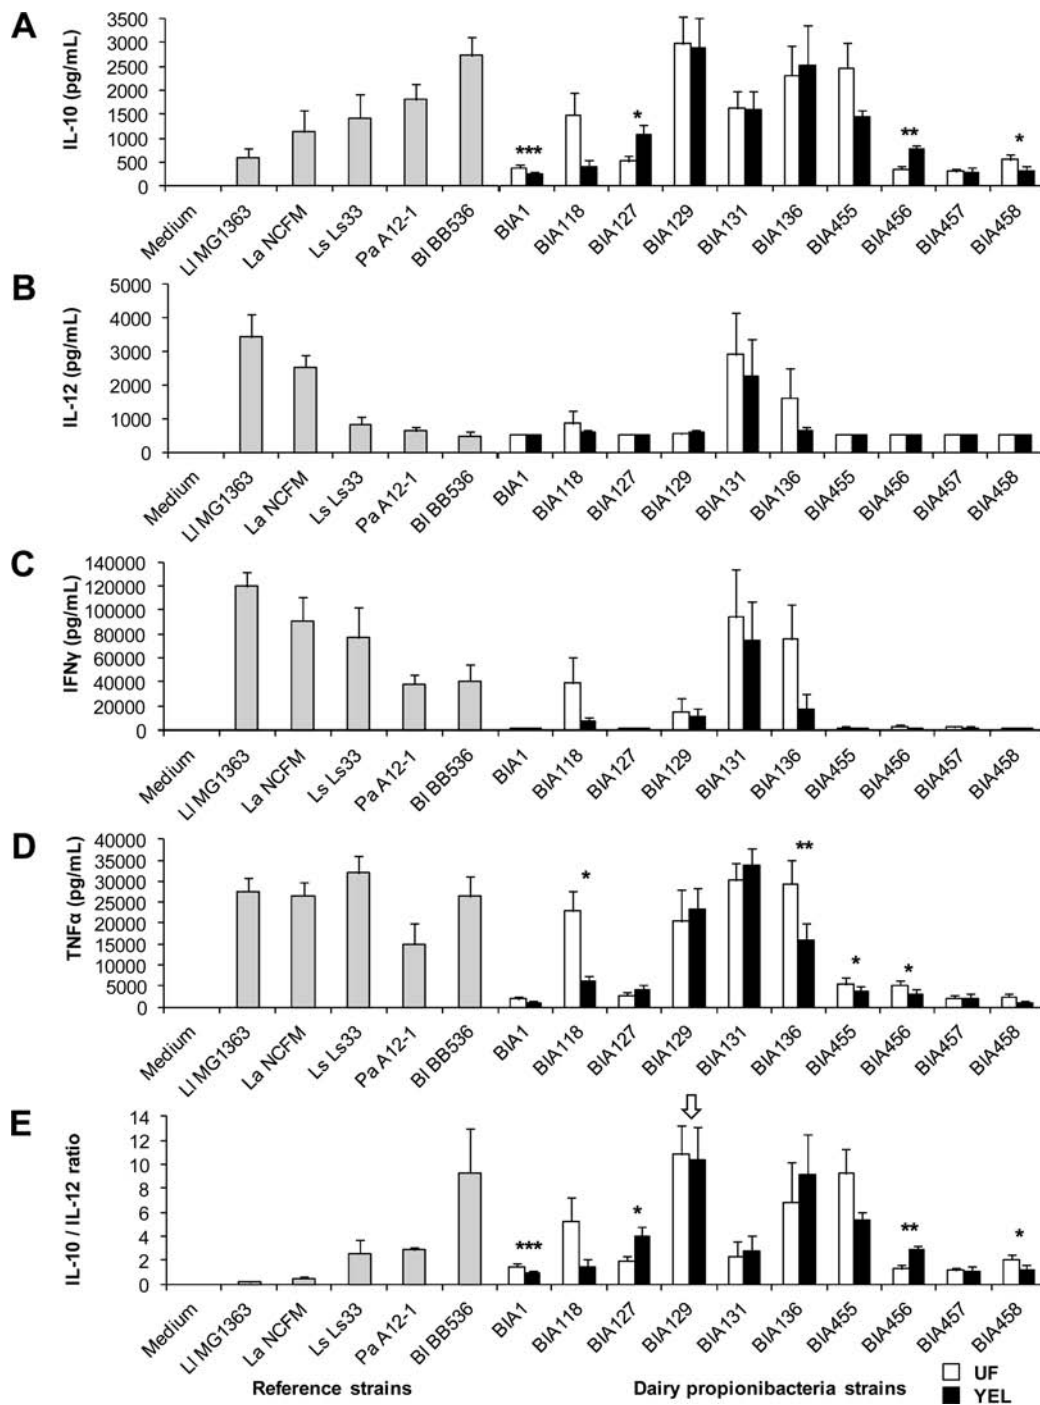 A
IL-10 (pg/mL)
3500
3000
2500
2000
1500
1000
500
0
***
*
**
*
Medium
Ll MG1363
La NCFM
Ls Ls33
Pa A12-1
Bl BB536
BIA1
BIA118
BIA127
BIA129
BIA131
BIA136
BIA455
BIA456
BIA457
BIA458
B
IL-12 (pg/mL)
5000
4000
3000
2000
1000
0
Medium
Ll MG1363
La NCFM
Ls Ls33
Pa A12-1
Bl BB536
BIA1
BIA118
BIA127
BIA129
BIA131
BIA136
BIA455
BIA456
BIA457
BIA458
C
IFNγ (pg/mL)
140000
120000
100000
80000
60000
40000
20000
0
Medium
Ll MG1363
La NCFM
Ls Ls33
Pa A12-1
Bl BB536
BIA1
BIA118
BIA127
BIA129
BIA131
BIA136
BIA455
BIA456
BIA457
BIA458
D
TNFα (pg/mL)
40000
35000
30000
25000
20000
15000
10000
5000
0
*
**
*
*
Medium
Ll MG1363
La NCFM
Ls Ls33
Pa A12-1
Bl BB536
BIA1
BIA118
BIA127
BIA129
BIA131
BIA136
BIA455
BIA456
BIA457
BIA458
E
IL-10 / IL-12 ratio
14
12
10
8
6
4
2
0
***
*
**
*
Medium
Ll MG1363
La NCFM
Ls Ls33
Pa A12-1
Bl BB536
BIA1
BIA118
BIA127
BIA129
BIA131
BIA136
BIA455
BIA456
BIA457
BIA458
Reference strains
Dairy propionibacteria strains
UF
YEL